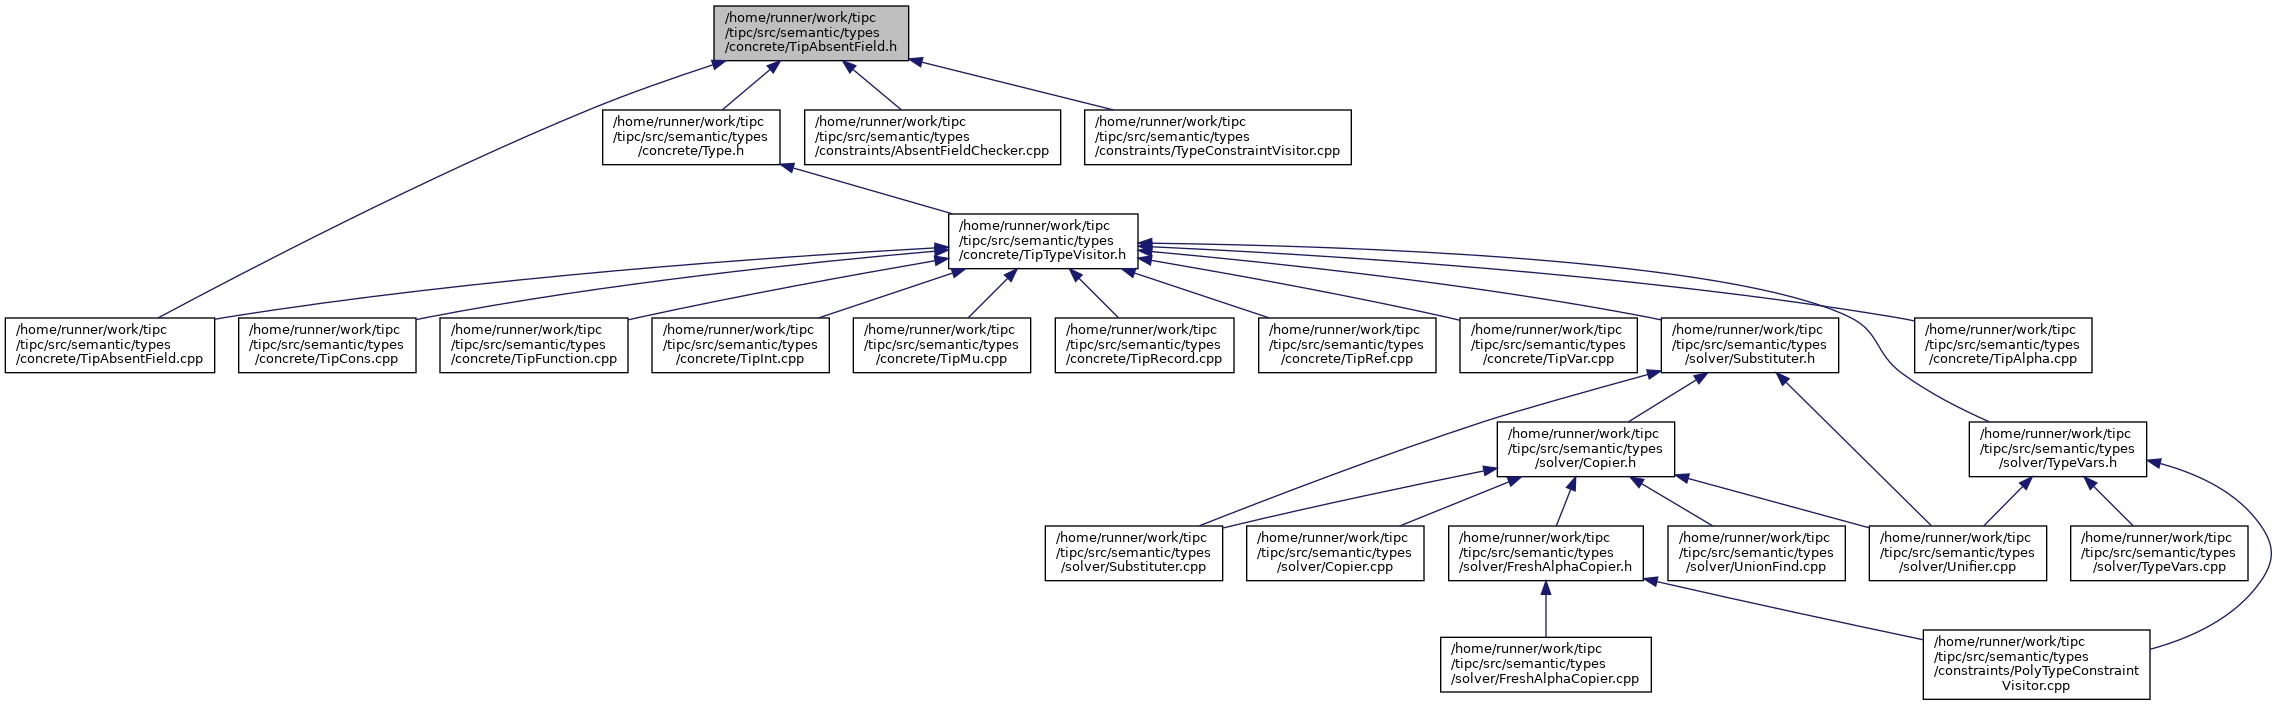 /home/runner/work/tipc
/tipc/src/semantic/types
/concrete/TipAbsentField.h
/home/runner/work/tipc
/tipc/src/semantic/types
/concrete/Type.h
/home/runner/work/tipc
/tipc/src/semantic/types
/constraints/AbsentFieldChecker.cpp
/home/runner/work/tipc
/tipc/src/semantic/types
/constraints/TypeConstraintVisitor.cpp
/home/runner/work/tipc
/tipc/src/semantic/types
/concrete/TipTypeVisitor.h
/home/runner/work/tipc
/tipc/src/semantic/types
/concrete/TipAbsentField.cpp
/home/runner/work/tipc
/tipc/src/semantic/types
/concrete/TipCons.cpp
/home/runner/work/tipc
/tipc/src/semantic/types
/concrete/TipFunction.cpp
/home/runner/work/tipc
/tipc/src/semantic/types
/concrete/TipInt.cpp
/home/runner/work/tipc
/tipc/src/semantic/types
/concrete/TipMu.cpp
/home/runner/work/tipc
/tipc/src/semantic/types
/concrete/TipRecord.cpp
/home/runner/work/tipc
/tipc/src/semantic/types
/concrete/TipRef.cpp
/home/runner/work/tipc
/tipc/src/semantic/types
/concrete/TipVar.cpp
/home/runner/work/tipc
/tipc/src/semantic/types
/solver/Substituter.h
/home/runner/work/tipc
/tipc/src/semantic/types
/concrete/TipAlpha.cpp
/home/runner/work/tipc
/tipc/src/semantic/types
/solver/Copier.h
/home/runner/work/tipc
/tipc/src/semantic/types
/solver/TypeVars.h
/home/runner/work/tipc
/tipc/src/semantic/types
/solver/Substituter.cpp
/home/runner/work/tipc
/tipc/src/semantic/types
/solver/Copier.cpp
/home/runner/work/tipc
/tipc/src/semantic/types
/solver/FreshAlphaCopier.h
/home/runner/work/tipc
/tipc/src/semantic/types
/solver/UnionFind.cpp
/home/runner/work/tipc
/tipc/src/semantic/types
/solver/Unifier.cpp
/home/runner/work/tipc
/tipc/src/semantic/types
/solver/TypeVars.cpp
/home/runner/work/tipc
/tipc/src/semantic/types
/solver/FreshAlphaCopier.cpp
/home/runner/work/tipc
/tipc/src/semantic/types
/constraints/PolyTypeConstraint
Visitor.cpp